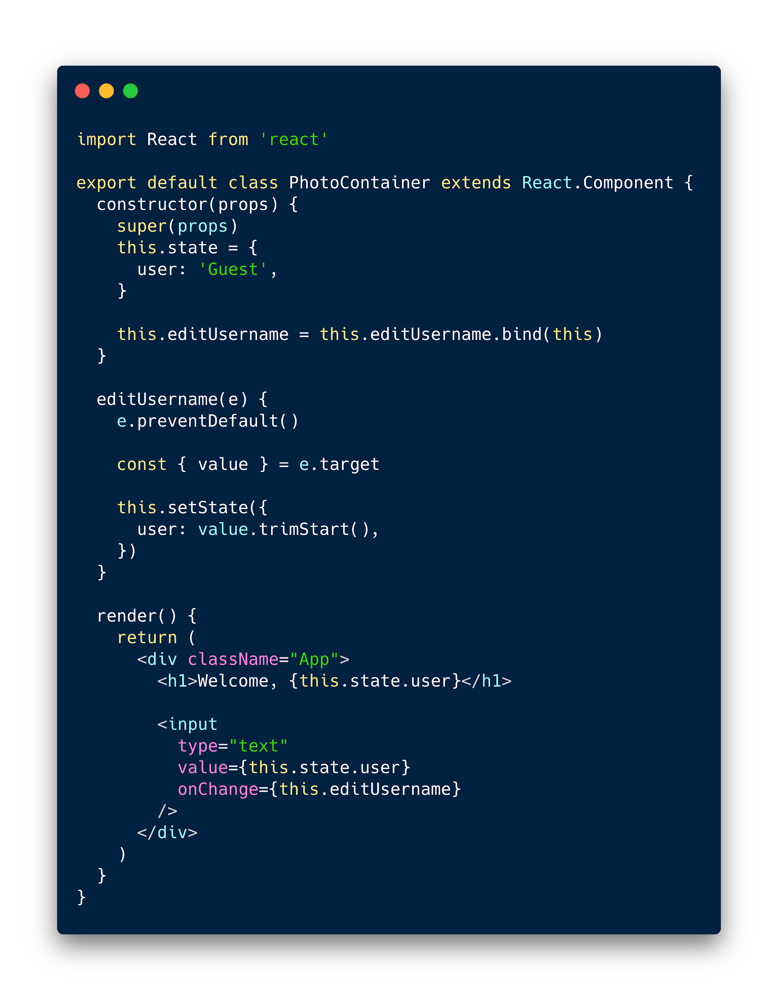 import React from 'react'

export default class PhotoContainer extends React.Component {
  constructor(props) {
    super(props)
    this.state = {
      user: 'Guest',
    }

    this.editUsername = this.editUsername.bind(this)
  }

  editUsername(e) {
    e.preventDefault()

    const { value } = e.target

    this.setState({
      user: value.trimStart(),
    })
  }

  render() {
    return (
      <div className="App">
        <h1>Welcome, {this.state.user}</h1>

        <input
          type="text"
          value={this.state.user}
          onChange={this.editUsername}
        />
      </div>
    )
  }
}